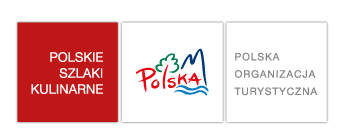 POLSKIE
SZLAKI
KULINARNE
POLSKA
POLSKA
ORGANIZACJA
TURYSTYCZNA